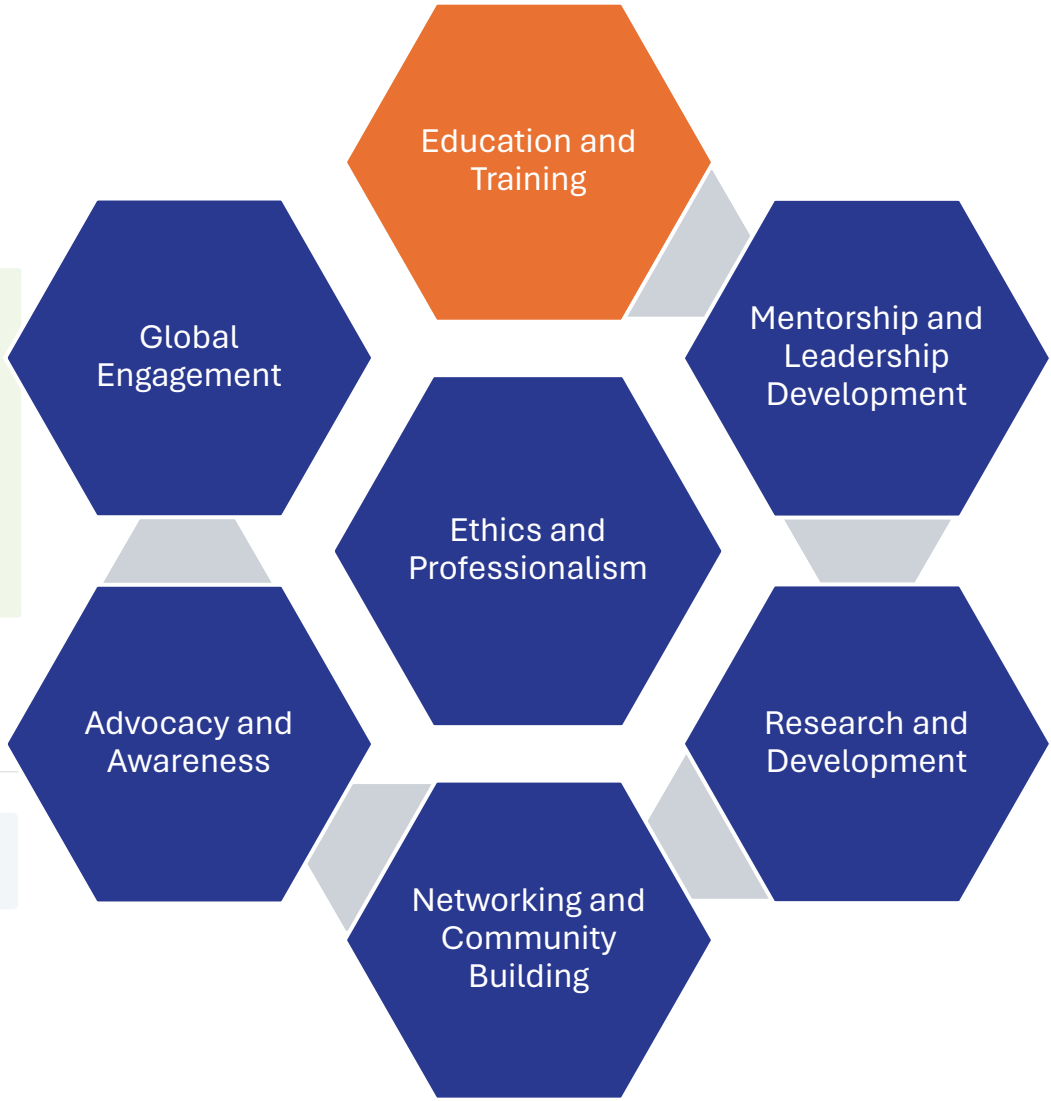 Education and
Training
Global
Engagement
Mentorship and
Leadership
Development
Ethics and
Professionalism
Advocacy and
Awareness
Research and
Development
Networking and
Community
Building